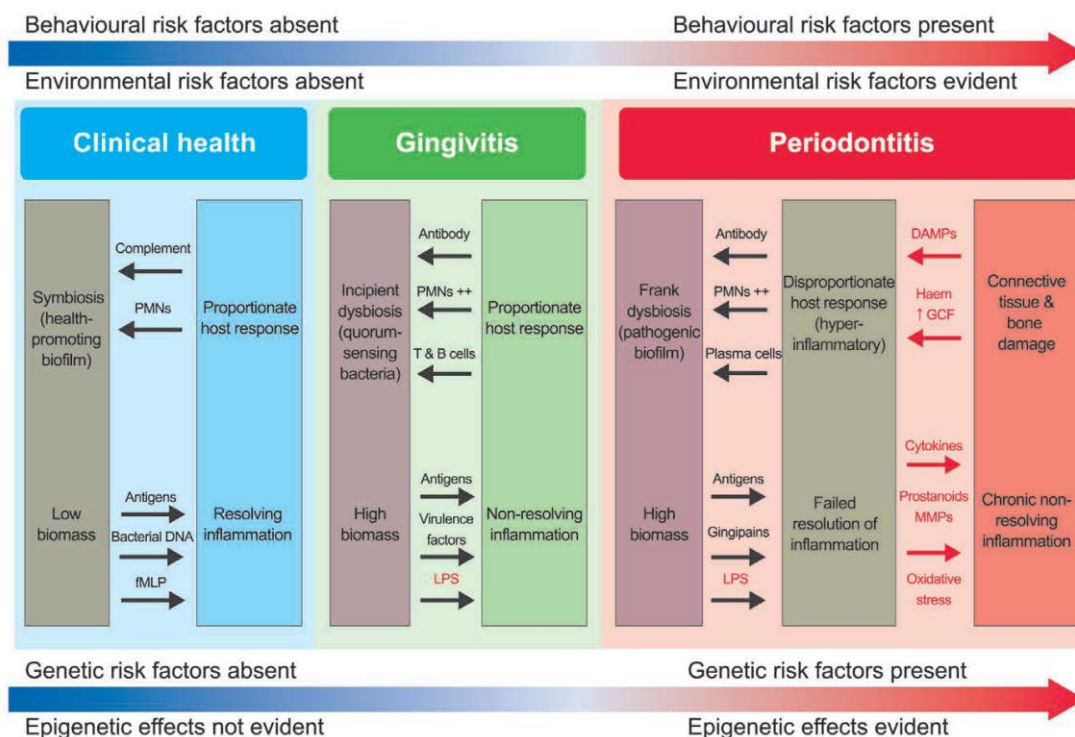 Behavioural risk factors absent
Behavioural risk factors present
Environmental risk factors absent
Environmental risk factors evident
Clinical health
Gingivitis
Periodontitis
Symbiosis
(health-
promoting
biofilm)
Low
biomass
Complement
PMNs
Antigens
Bacterial DNA
fMLP
Proportionate
host response
Resolving
inflammation
Incipient
dysbiosis
(quorum-
sensing
bacteria)
High
biomass
Antibody
PMNs ++
T & B cells
Antigens
Virulence
factors
LPS
Proportionate
host response
Non-resolving
inflammation
Frank
dysbiosis
(pathogenic
biofilm)
High
biomass
Antibody
PMNs ++
Plasma cells
Antigens
Gingipains
LPS
Disproportionate
host response
(hyper-
inflammatory)
Failed
resolution of
inflammation
DAMPs
Haem
↑ GCF
Cytokines
Prostanoids
MMPs
Oxidative
stress
Connective
tissue &
bone
damage
Chronic non-
resolving
inflammation
Genetic risk factors absent
Genetic risk factors present
Epigenetic effects not evident
Epigenetic effects evident